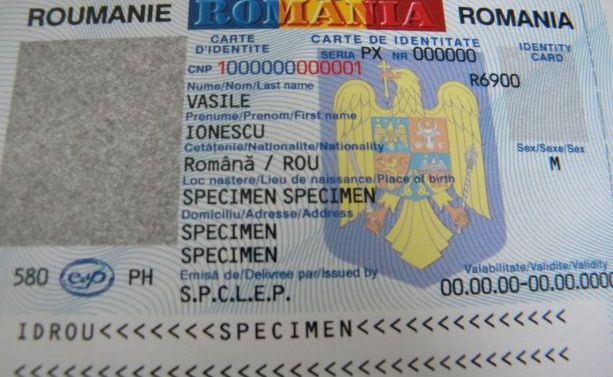 ROUMANIE ROMÂNIA ROMANIA
CARTE D'IDENTITE
CARTE DE IDENTITATE
IDENTITY CARD
SERIA PX NR 000000
CNP 1000000000001
R6900
Nume/Nom/Last name
VASILE
Prenume/Prenom/First name
IONESCU
Cetăţenie/Nationalite/Nationality
Română / ROU
Sex/Sexe/Sex
M
Loc naştere/Lieu de naissance/Place of birth
SPECIMEN SPECIMEN
Domiciliu/Adresse/Address
SPECIMEN
SPECIMEN
Emisă de/Delivree par/Issued by
S.P.C.L.E.P.
Valabilitate/Validite/Validity
00.00.00-00.00.0000
580 PH
IDROU<<<<<<<SPECIMEN<<<<<<<<<<<<<<<